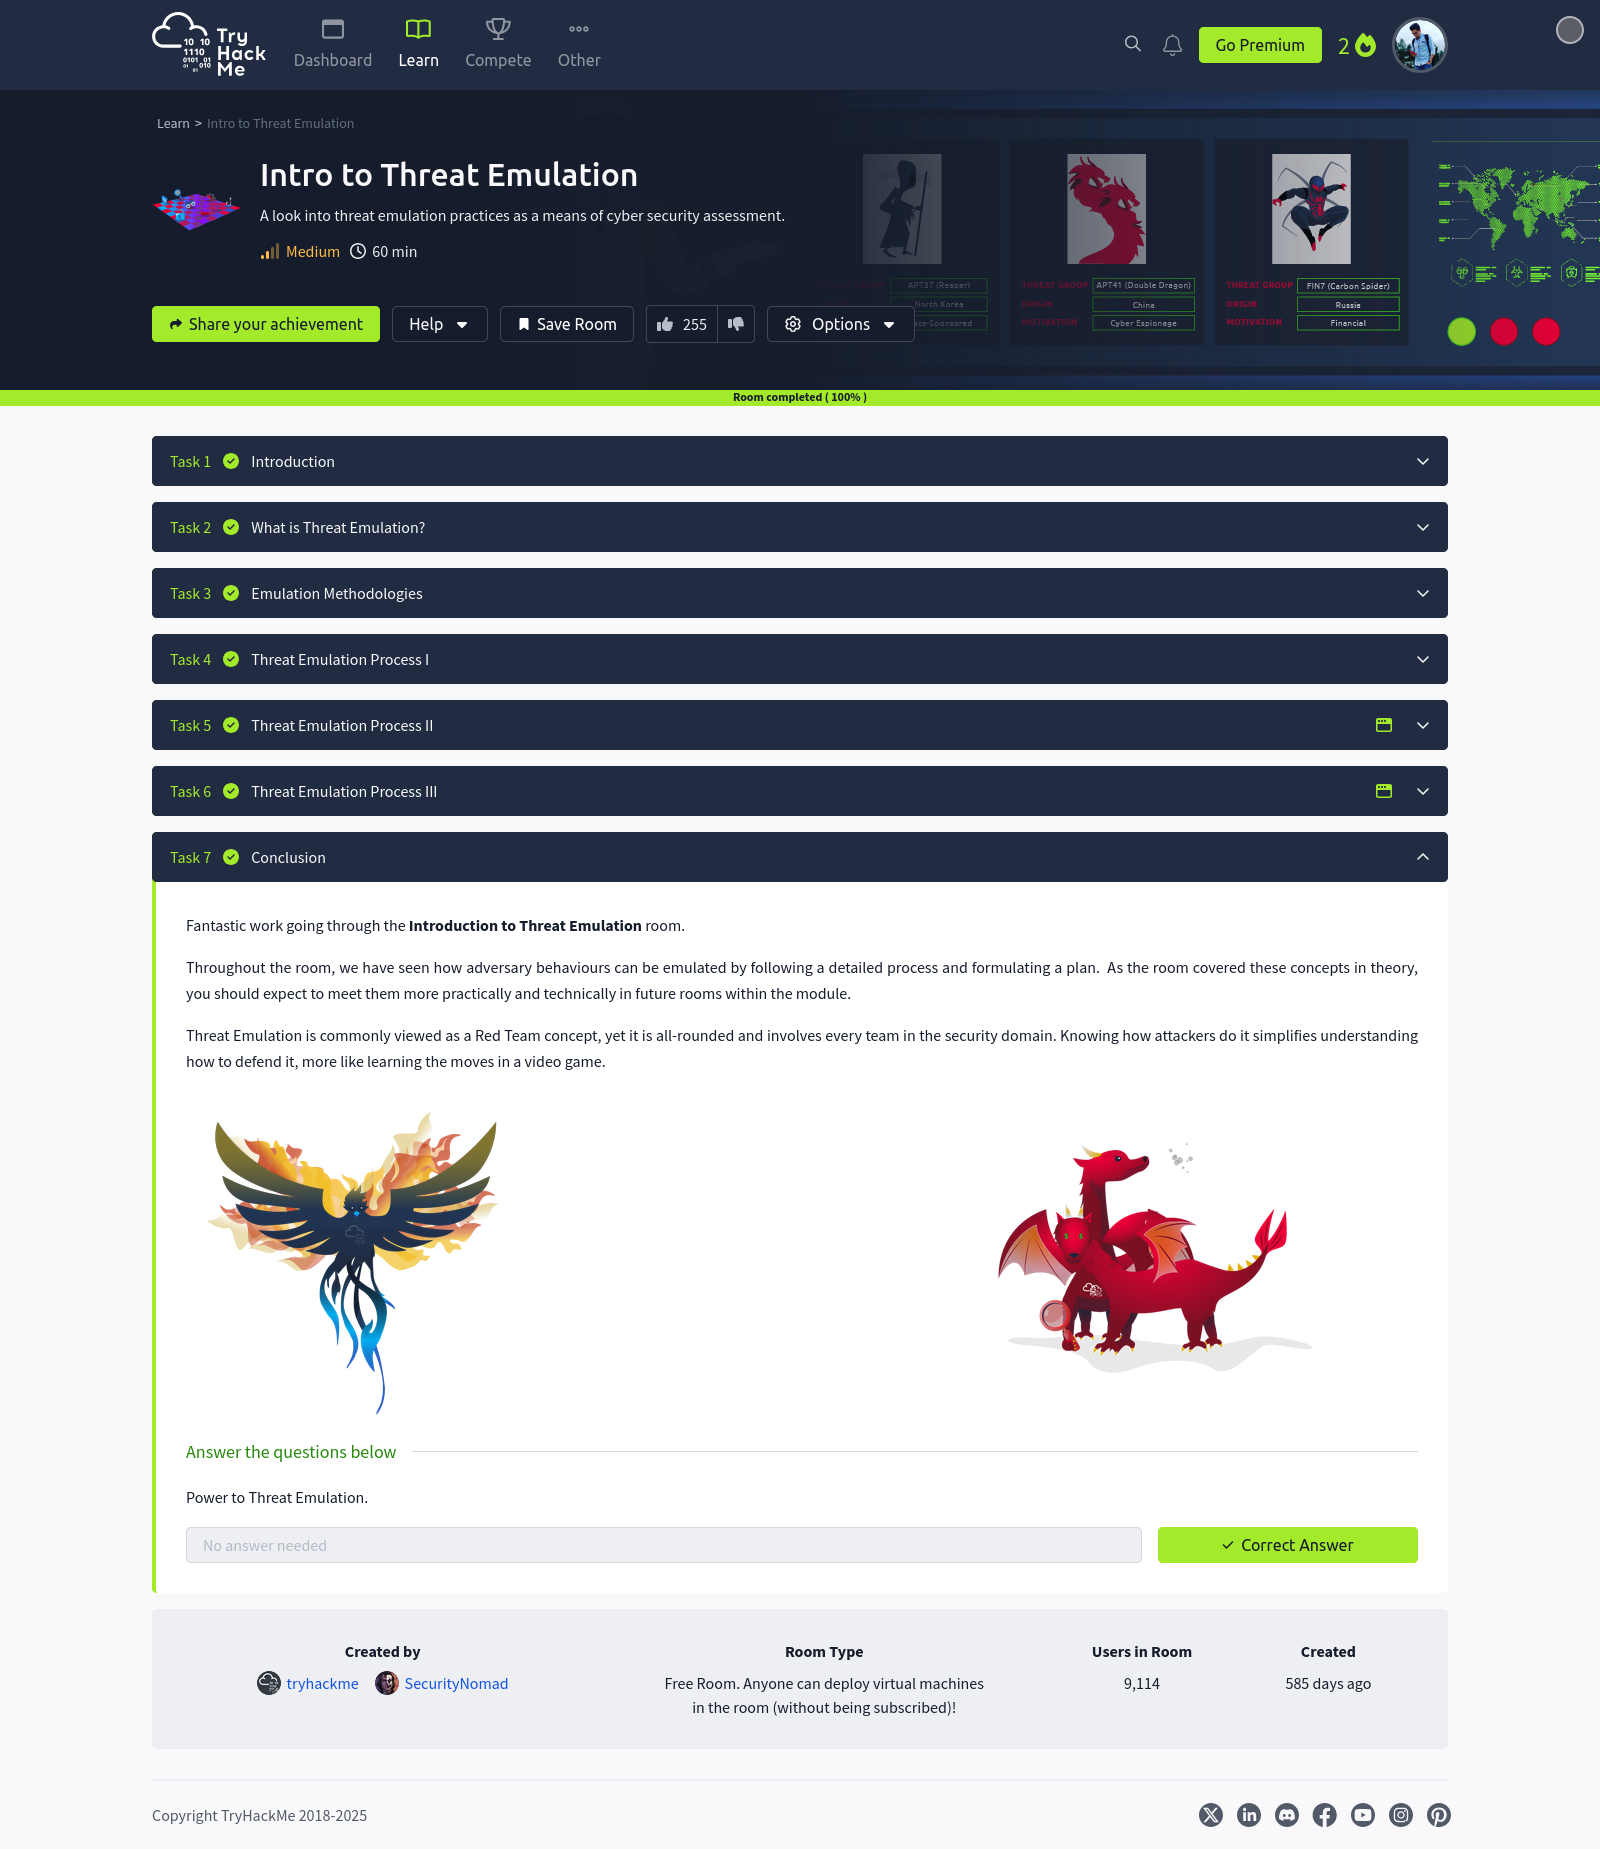 Try
Hack
Me
10 10
1110
0101 01
01
Dashboard
Learn
Compete
Other
Go Premium
2
Learn > Intro to Threat Emulation
Intro to Threat Emulation
A look into threat emulation practices as a means of cyber security assessment.
Medium
60 min
THREAT GROUP APT37 (Reaper)
North Korea
THREAT GROUP APT41 (Double Dragon)
ORIGIN China
MOTIVATION Cyber Espionage
THREAT GROUP FIN7 (Carbon Spider)
ORIGIN Russia
MOTIVATION Financial
Share your achievement
Help
Save Room
255
Options
Room completed ( 100% )
Task 1 Introduction
Task 2 What is Threat Emulation?
Task 3 Emulation Methodologies
Task 4 Threat Emulation Process I
Task 5 Threat Emulation Process II
Task 6 Threat Emulation Process III
Task 7 Conclusion
Fantastic work going through the Introduction to Threat Emulation room.
Throughout the room, we have seen how adversary behaviours can be emulated by following a detailed process and formulating a plan.  As the room covered these concepts in theory,
you should expect to meet them more practically and technically in future rooms within the module.
Threat Emulation is commonly viewed as a Red Team concept, yet it is all-rounded and involves every team in the security domain. Knowing how attackers do it simplifies understanding
how to defend it, more like learning the moves in a video game.
Answer the questions below
Power to Threat Emulation.
No answer needed
Correct Answer
Created by
tryhackme
SecurityNomad
Room Type
Free Room. Anyone can deploy virtual machines
in the room (without being subscribed)!
Users in Room
9,114
Created
585 days ago
Copyright TryHackMe 2018-2025